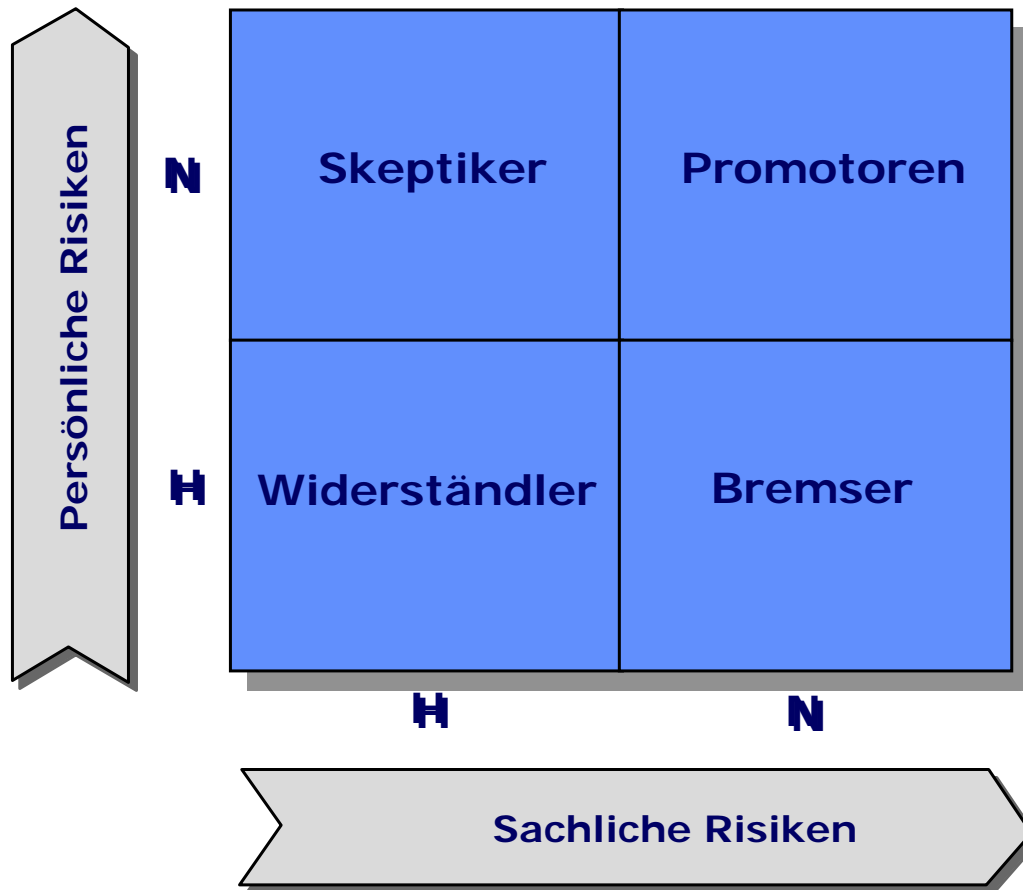 Persönliche Risiken
N
Skeptiker
Promotoren
H
Widerständler
Bremser
H
N
Sachliche Risiken